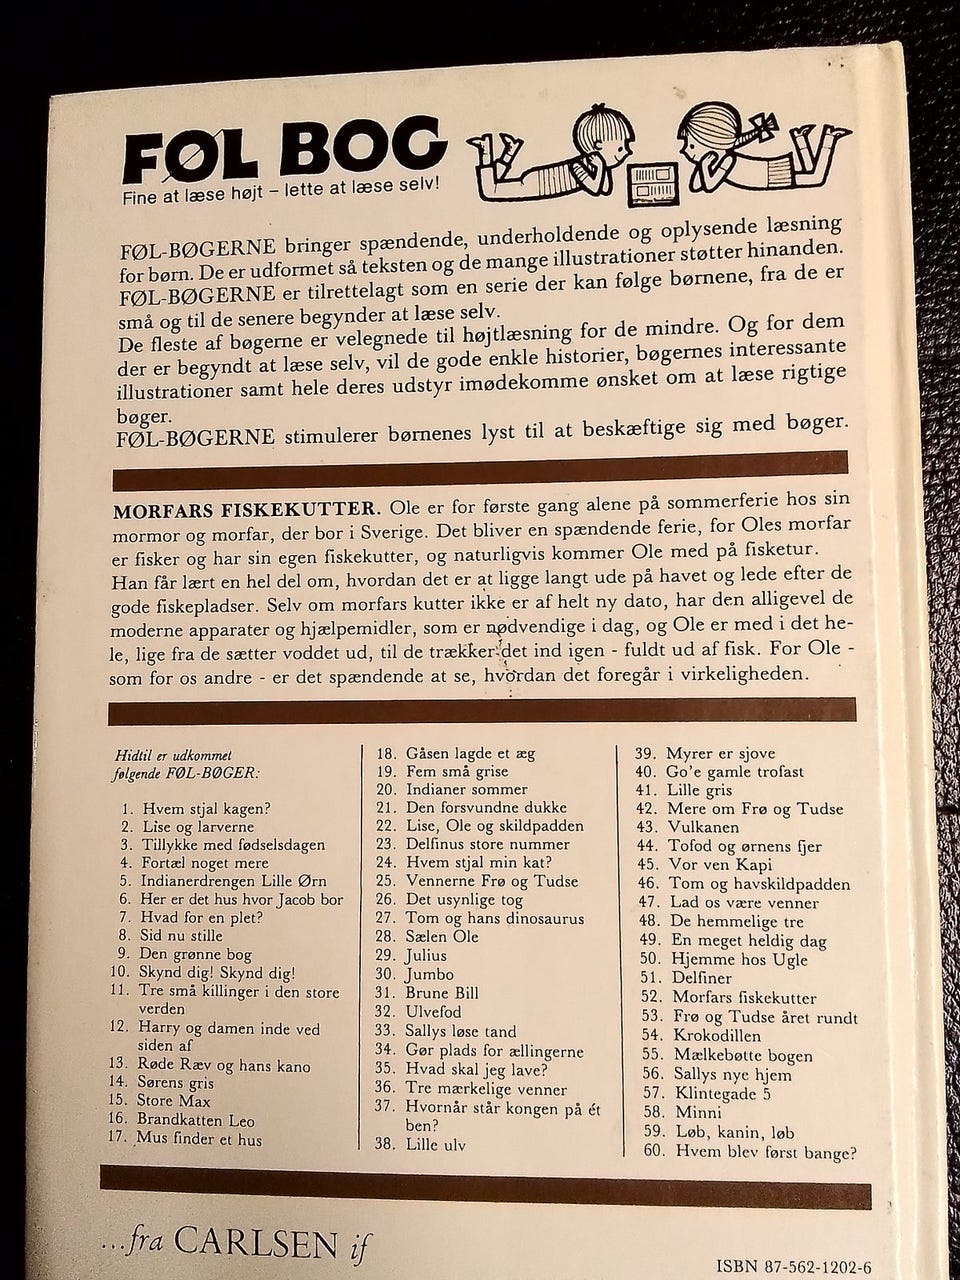 FØL BOG
Fine at læse højt – lette at læse selv!
FØL-BØGERNE bringer spændende, underholdende og oplysende læsning
for børn. De er udformet så teksten og de mange illustrationer støtter hinanden.
FØL-BØGERNE er tilrettelagt som en serie der kan følge børnene, fra de er
små og til de senere begynder at læse selv.
De fleste af bøgerne er velegnede til højtlæsning for de mindre. Og for dem
der er begyndt at læse selv, vil de gode enkle historier, bøgernes interessante
illustrationer samt hele deres udstyr imødekomme ønsket om at læse rigtige
bøger.
FØL-BØGERNE stimulerer børnenes lyst til at beskæftige sig med bøger.
MORFARS FISKEKUTTER. Ole er for første gang alene på sommerferie hos sin
mormor og morfar, der bor i Sverige. Det bliver en spændende ferie, for Oles morfar
er fisker og har sin egen fiskekutter, og naturligvis kommer Ole med på fisketur.
Han får lært en hel del om, hvordan det er at ligge langt ude på havet og lede efter de
gode fiskepladser. Selv om morfars kutter ikke er af helt ny dato, har den alligevel de
moderne apparater og hjælpemidler, som er nødvendige i dag, og Ole er med i det he-
le, lige fra de sætter voddet ud, til de trækker det ind igen - fuldt ud af fisk. For Ole -
som for os andre - er det spændende at se, hvordan det foregår i virkeligheden.
Hidtil er udkommet
følgende FØL-BØGER:
1. Hvem stjal kagen?
2. Lise og larverne
3. Tillykke med fødselsdagen
4. Fortæl noget mere
5. Indianerdrengen Lille Ørn
6. Her er det hus hvor Jacob bor
7. Hvad for en plet?
8. Sid nu stille
9. Den grønne bog
10. Skynd dig! Skynd dig!
11. Tre små killinger i den store
verden
12. Harry og damen inde ved
siden af
13. Røde Ræv og hans kano
14. Sørens gris
15. Store Max
16. Brandkatten Leo
17. Mus finder et hus
18. Gåsen lagde et æg
19. Fem små grise
20. Indianer sommer
21. Den forsvundne dukke
22. Lise, Ole og skildpadden
23. Delfinus store nummer
24. Hvem stjal min kat?
25. Vennerne Frø og Tudse
26. Det usynlige tog
27. Tom og hans dinosaurus
28. Sælen Ole
29. Julius
30. Jumbo
31. Brune Bill
32. Ulvefod
33. Sallys løse tand
34. Gør plads for ællingerne
35. Hvad skal jeg lave?
36. Tre mærkelige venner
37. Hvornår står kongen på ét
ben?
38. Lille ulv
39. Myrer er sjove
40. Go'e gamle trofast
41. Lille gris
42. Mere om Frø og Tudse
43. Vulkanen
44. Tofod og ørnens fjer
45. Vor ven Kapi
46. Tom og havskildpadden
47. Lad os være venner
48. De hemmelige tre
49. En meget heldig dag
50. Hjemme hos Ugle
51. Delfiner
52. Morfars fiskekutter
53. Frø og Tudse året rundt
54. Krokodillen
55. Mælkebøtte bogen
56. Sallys nye hjem
57. Klintegade 5
58. Minni
59. Løb, kanin, løb
60. Hvem blev først bange?
...fra CARLSEN if
ISBN 87-562-1202-6